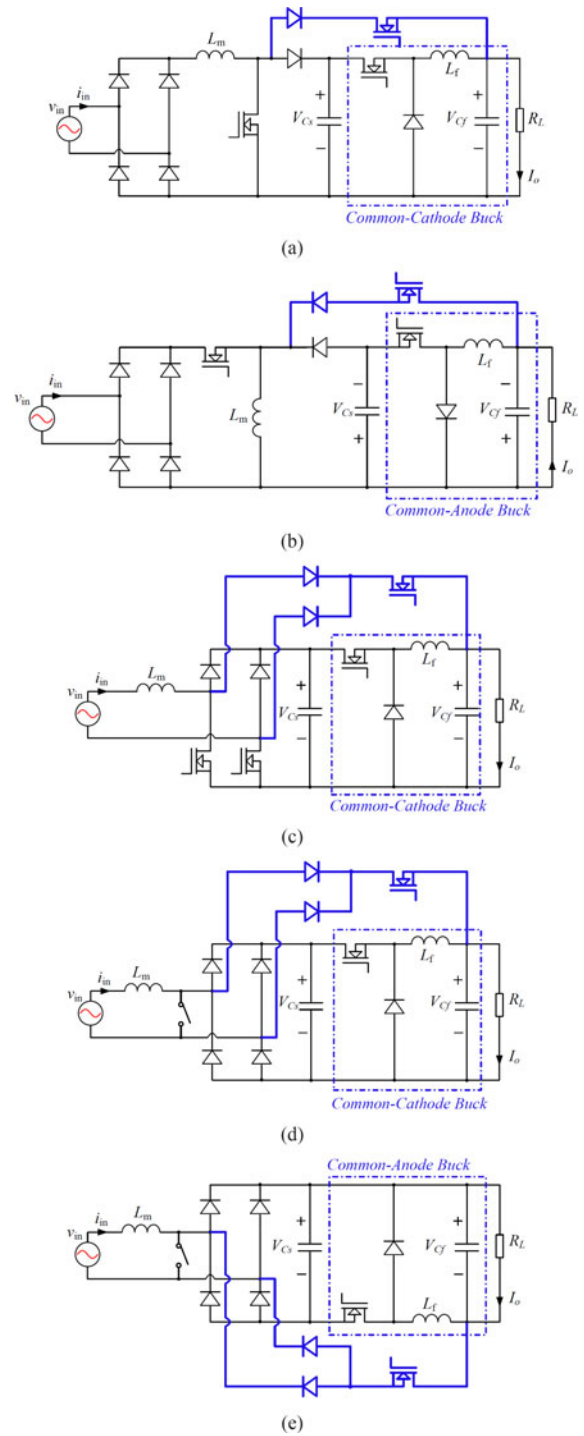 L_m
i_in
v_in
V_Cs
+
−
L_f
V_Cf
+
−
R_L
I_o
Common-Cathode Buck
(a)
i_in
v_in
L_m
V_Cs
−
+
L_f
V_Cf
−
+
R_L
I_o
Common-Anode Buck
(b)
L_m
i_in
v_in
V_Cs
+
−
L_f
V_Cf
+
−
R_L
I_o
Common-Cathode Buck
(c)
L_m
i_in
v_in
V_Cs
+
−
L_f
V_Cf
+
−
R_L
I_o
Common-Cathode Buck
(d)
Common-Anode Buck
L_m
i_in
v_in
V_Cs
+
−
V_Cf
+
−
R_L
I_o
L_f
(e)